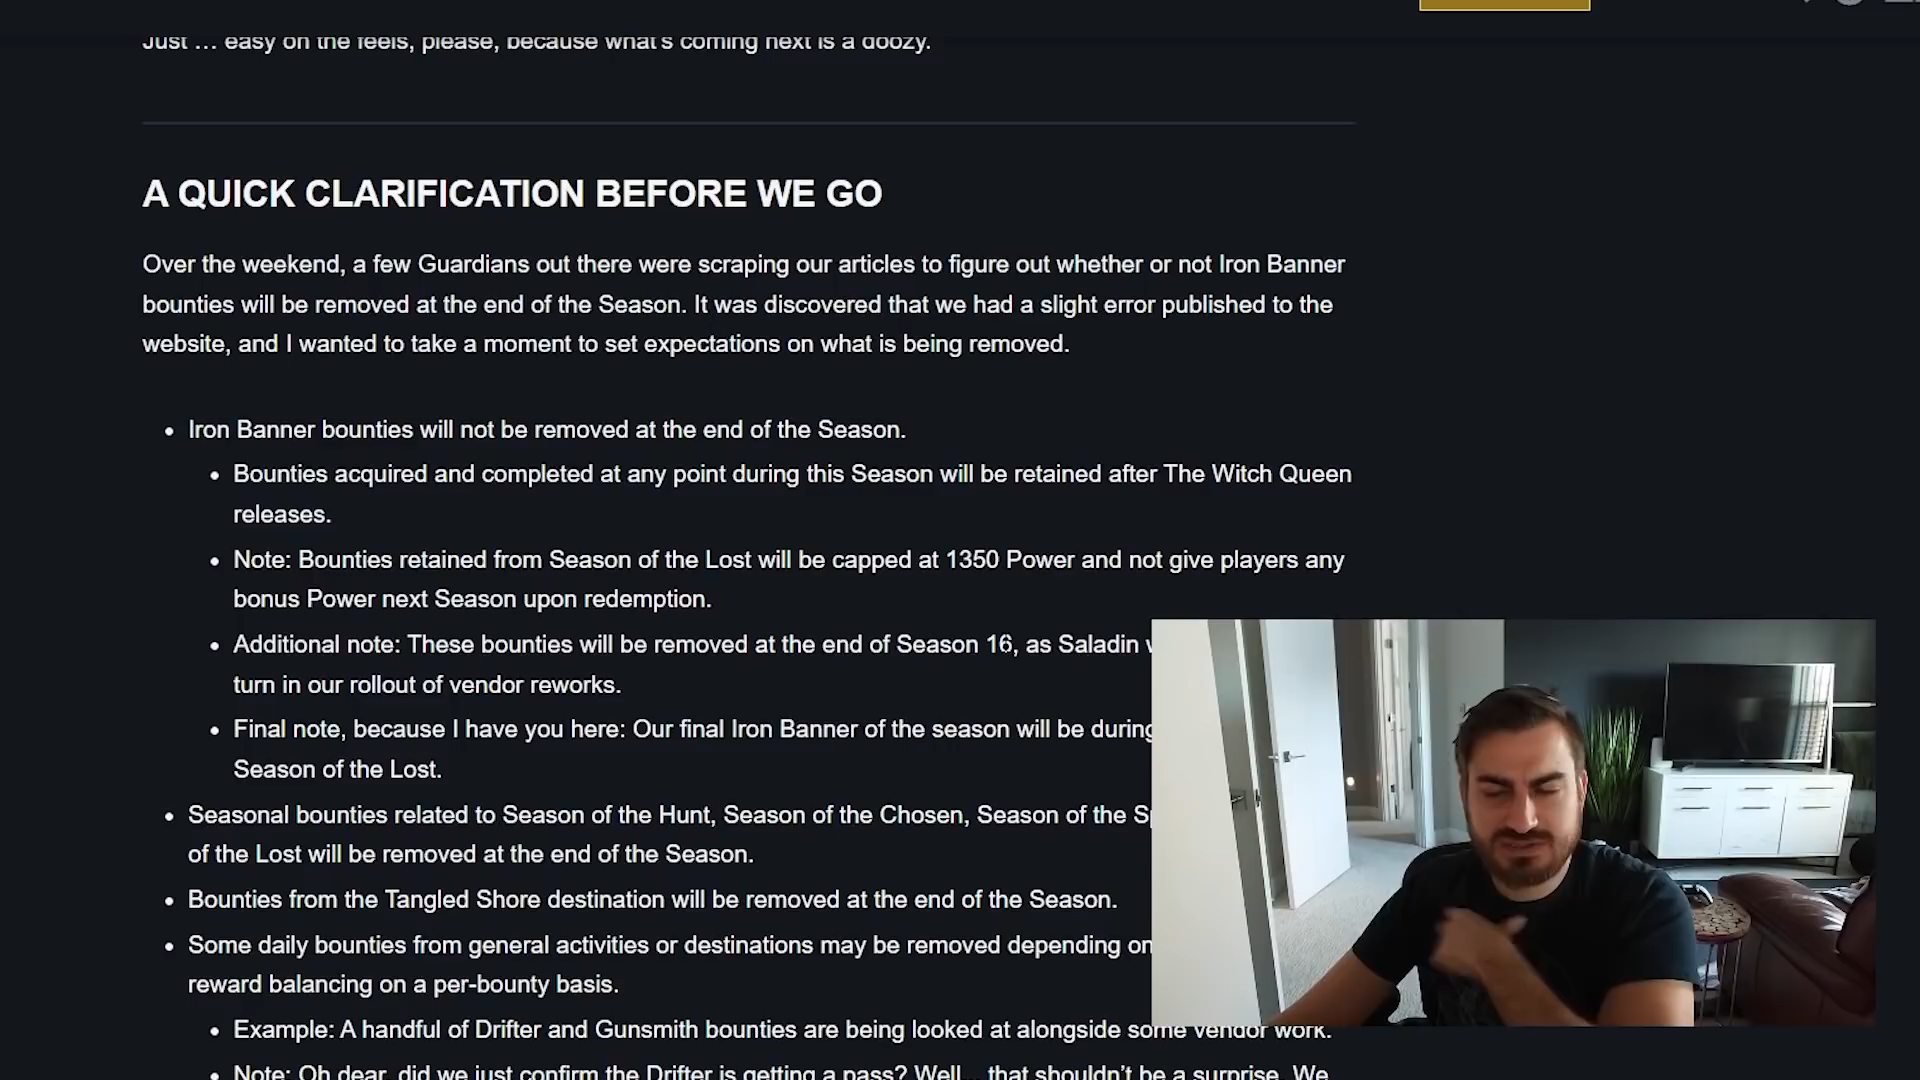 Just … easy on the feels, please, because what's coming next is a doozy.
A QUICK CLARIFICATION BEFORE WE GO
Over the weekend, a few Guardians out there were scraping our articles to figure out whether or not Iron Banner
bounties will be removed at the end of the Season. It was discovered that we had a slight error published to the
website, and I wanted to take a moment to set expectations on what is being removed.
• Iron Banner bounties will not be removed at the end of the Season.
• Bounties acquired and completed at any point during this Season will be retained after The Witch Queen
releases.
• Note: Bounties retained from Season of the Lost will be capped at 1350 Power and not give players any
bonus Power next Season upon redemption.
• Additional note: These bounties will be removed at the end of Season 16, as Saladin
turn in our rollout of vendor reworks.
• Final note, because I have you here: Our final Iron Banner of the season will be during
Season of the Lost.
• Seasonal bounties related to Season of the Hunt, Season of the Chosen, Season of the
of the Lost will be removed at the end of the Season.
• Bounties from the Tangled Shore destination will be removed at the end of the Season.
• Some daily bounties from general activities or destinations may be removed depending on
reward balancing on a per-bounty basis.
• Example: A handful of Drifter and Gunsmith bounties are being looked at alongside some vendor work.
• Note: Oh dear, did we just confirm the Drifter is getting a pass? Well... that shouldn't be a surprise. We